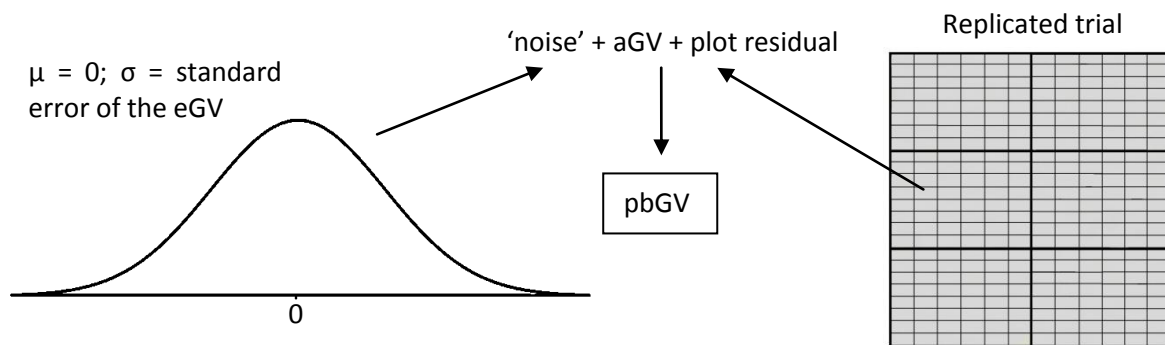 Replicated trial
‘noise’ + aGV + plot residual
μ = 0; σ = standard
error of the eGV
pbGV
0